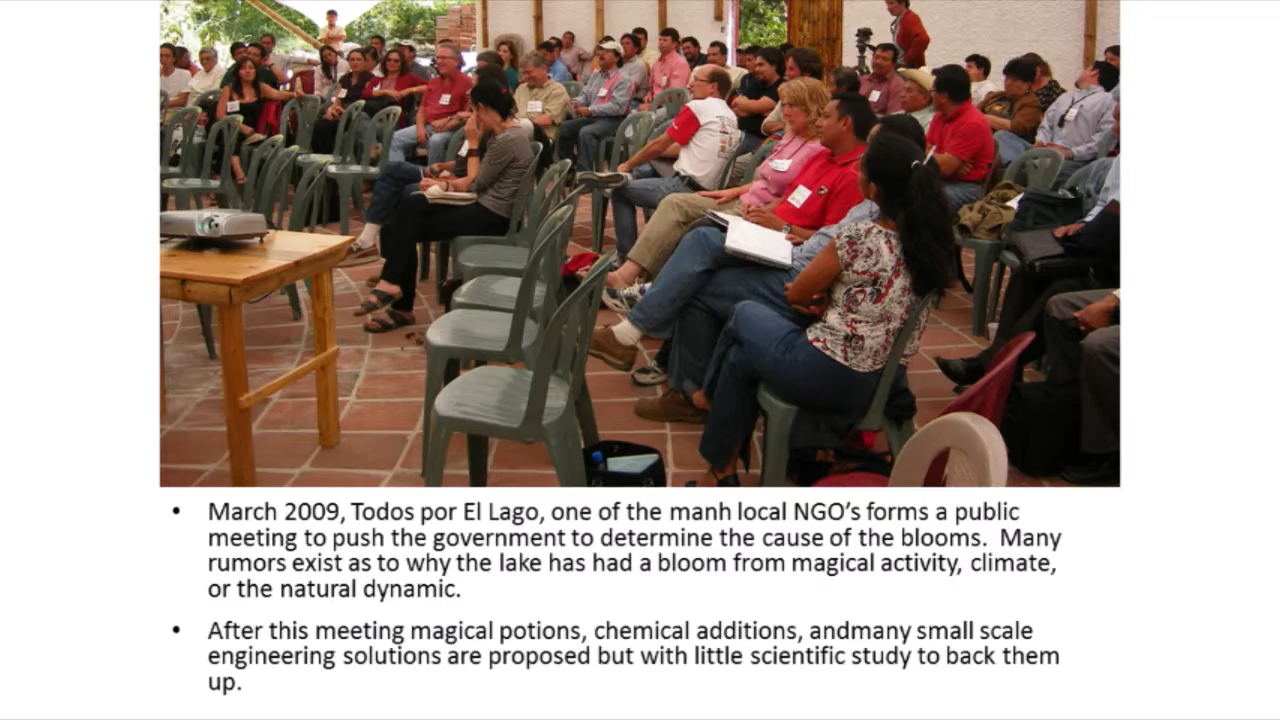 • March 2009, Todos por El Lago, one of the manh local NGO’s forms a public
meeting to push the government to determine the cause of the blooms.  Many
rumors exist as to why the lake has had a bloom from magical activity, climate,
or the natural dynamic.
• After this meeting magical potions, chemical additions, andmany small scale
engineering solutions are proposed but with little scientific study to back them
up.